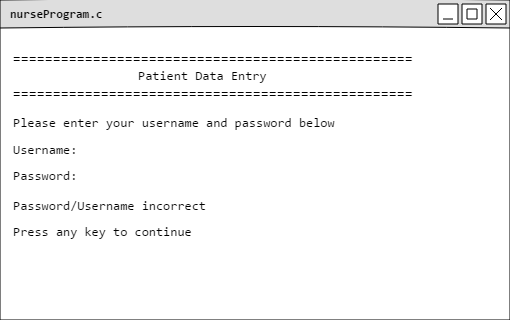 nurseProgram.c
==================================================
Patient Data Entry
==================================================
Please enter your username and password below
Username:
Password:
Password/Username incorrect
Press any key to continue